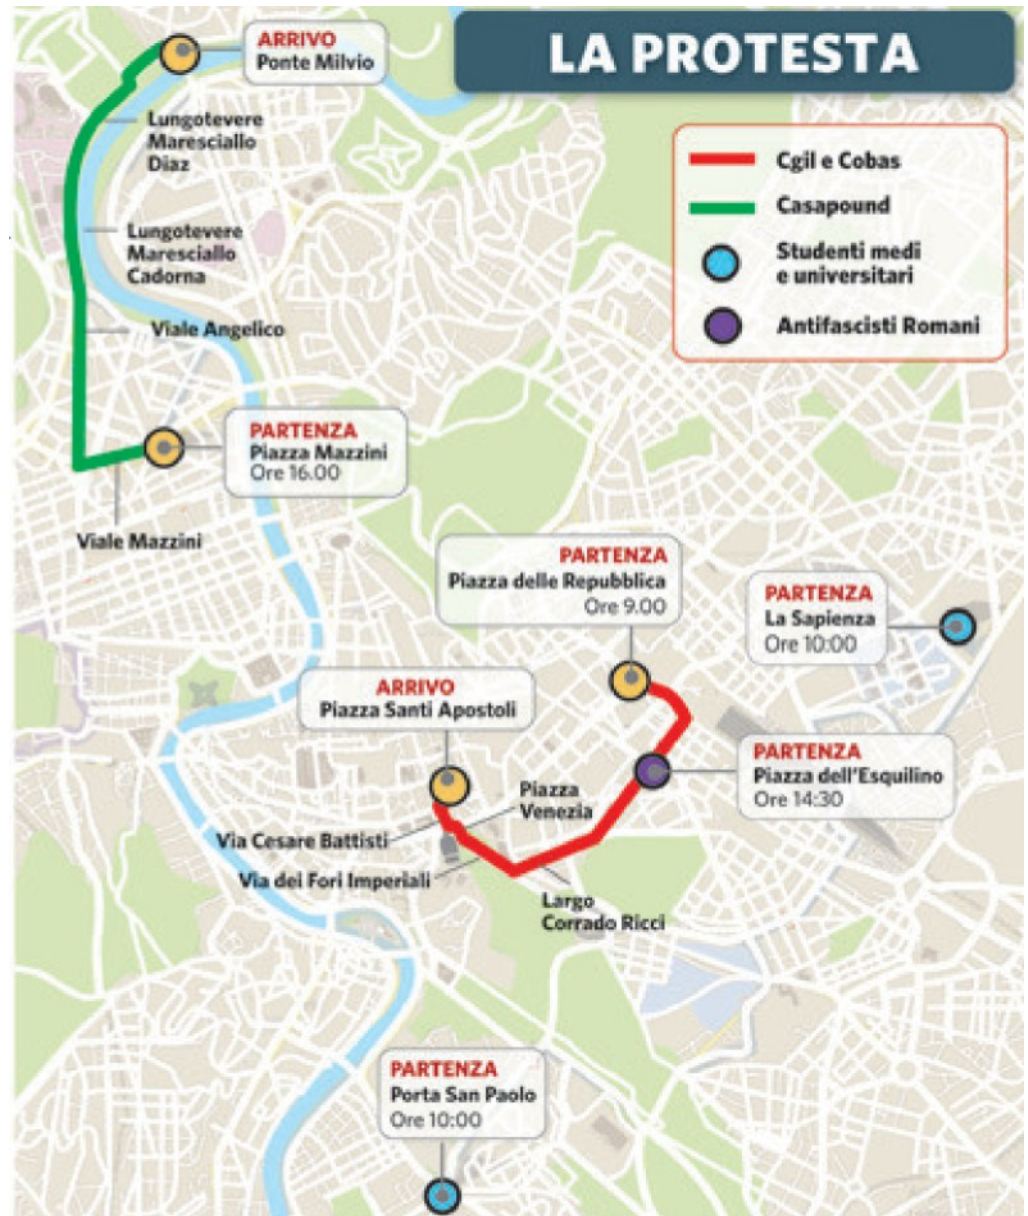 LA PROTESTA
ARRIVO
Ponte Milvio
Cgil e Cobas
Casapound
Studenti medi
e universitari
Antifascisti Romani
Lungotevere
Maresciallo
Diaz
Lungotevere
Maresciallo
Cadorna
Viale Angelico
PARTENZA
Piazza Mazzini
Ore 16.00
Viale Mazzini
PARTENZA
Piazza delle Repubblica
Ore 9.00
PARTENZA
La Sapienza
Ore 10:00
ARRIVO
Piazza Santi Apostoli
PARTENZA
Piazza dell'Esquilino
Ore 14:30
Piazza
Venezia
Via Cesare Battisti
Via dei Fori Imperiali
Largo
Corrado Ricci
PARTENZA
Porta San Paolo
Ore 10:00